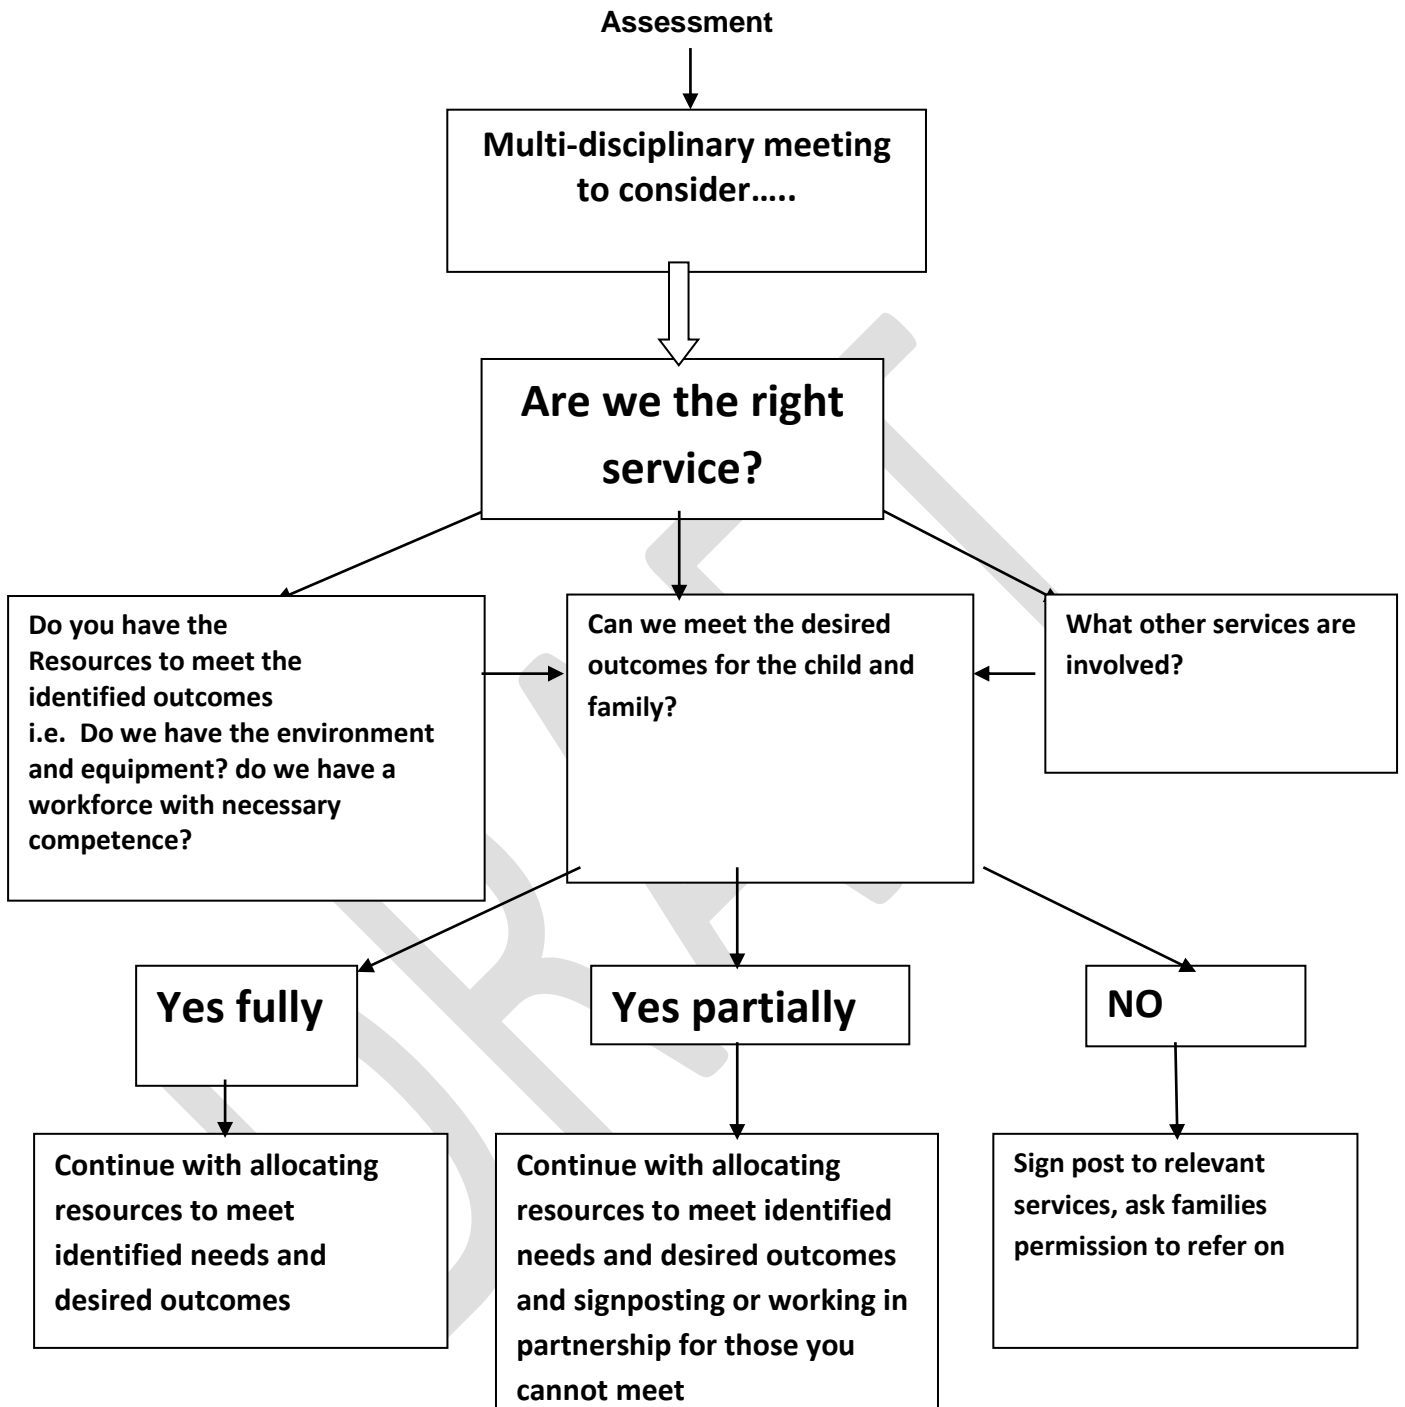 Assessment
Multi-disciplinary meeting
to consider…..
Are we the right
service?
Do you have the
Resources to meet the
identified outcomes
i.e.  Do we have the environment
and equipment? do we have a
workforce with necessary
competence?
Can we meet the desired
outcomes for the child and
family?
What other services are
involved?
Yes fully
Yes partially
NO
Continue with allocating
resources to meet
identified needs and
desired outcomes
Continue with allocating
resources to meet identified
needs and desired outcomes
and signposting or working in
partnership for those you
cannot meet
Sign post to relevant
services, ask families
permission to refer on
DRAFT